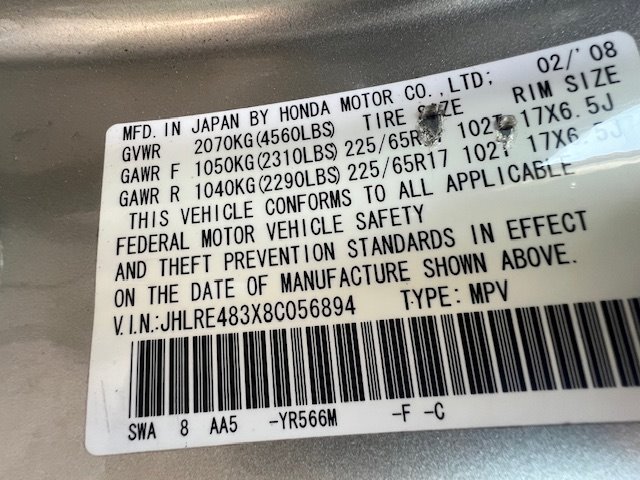 MFD. IN JAPAN BY HONDA MOTOR CO.,LTD; 02/'08
GVWR 2070KG(4560LBS) TIRE SIZE RIM SIZE
GAWR F 1050KG(2310LBS) 225/65R17 102T 17X6.5J
GAWR R 1040KG(2290LBS) 225/65R17 102T 17X6.5J
THIS VEHICLE CONFORMS TO ALL APPLICABLE
FEDERAL MOTOR VEHICLE SAFETY
AND THEFT PREVENTION STANDARDS IN EFFECT
ON THE DATE OF MANUFACTURE SHOWN ABOVE.
V.I.N.:JHLRE483X8C056894 TYPE: MPV
SWA 8 AA5 -YR566M -F -C